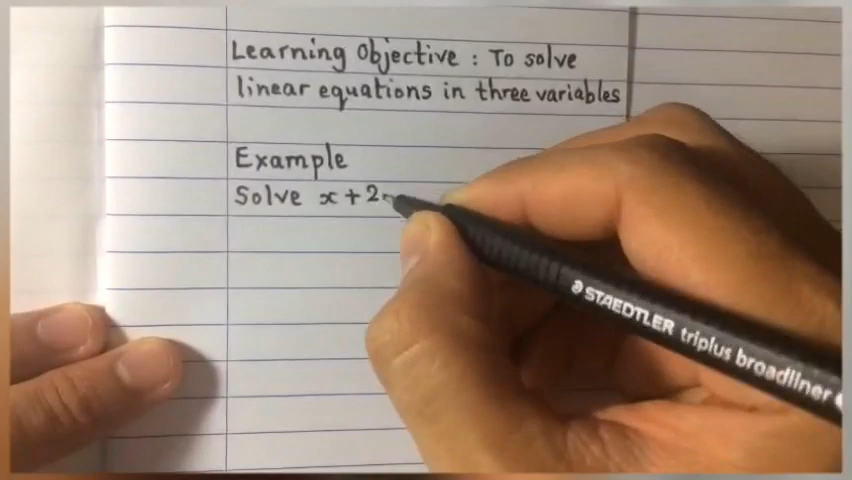 Learning Objective : To solve
linear equations in three variables
Example
Solve x + 2
STAEDTLER triplus broadliner